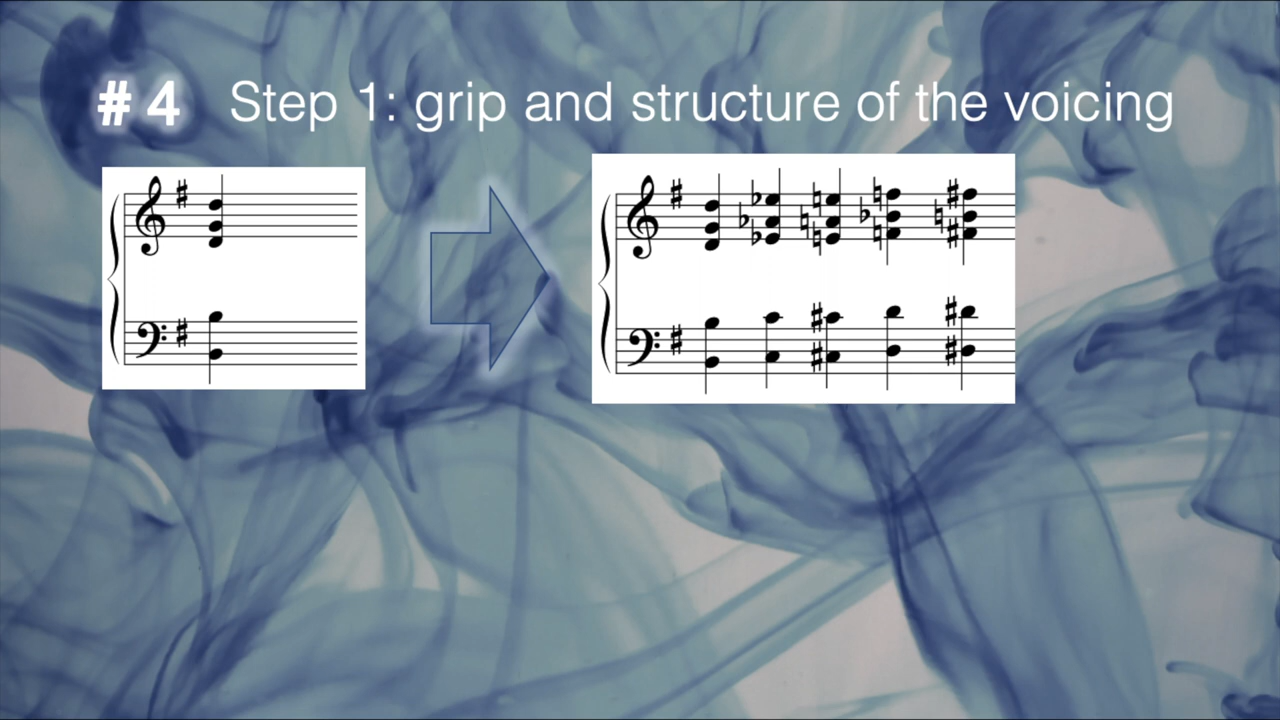 # 4 Step 1: grip and structure of the voicing